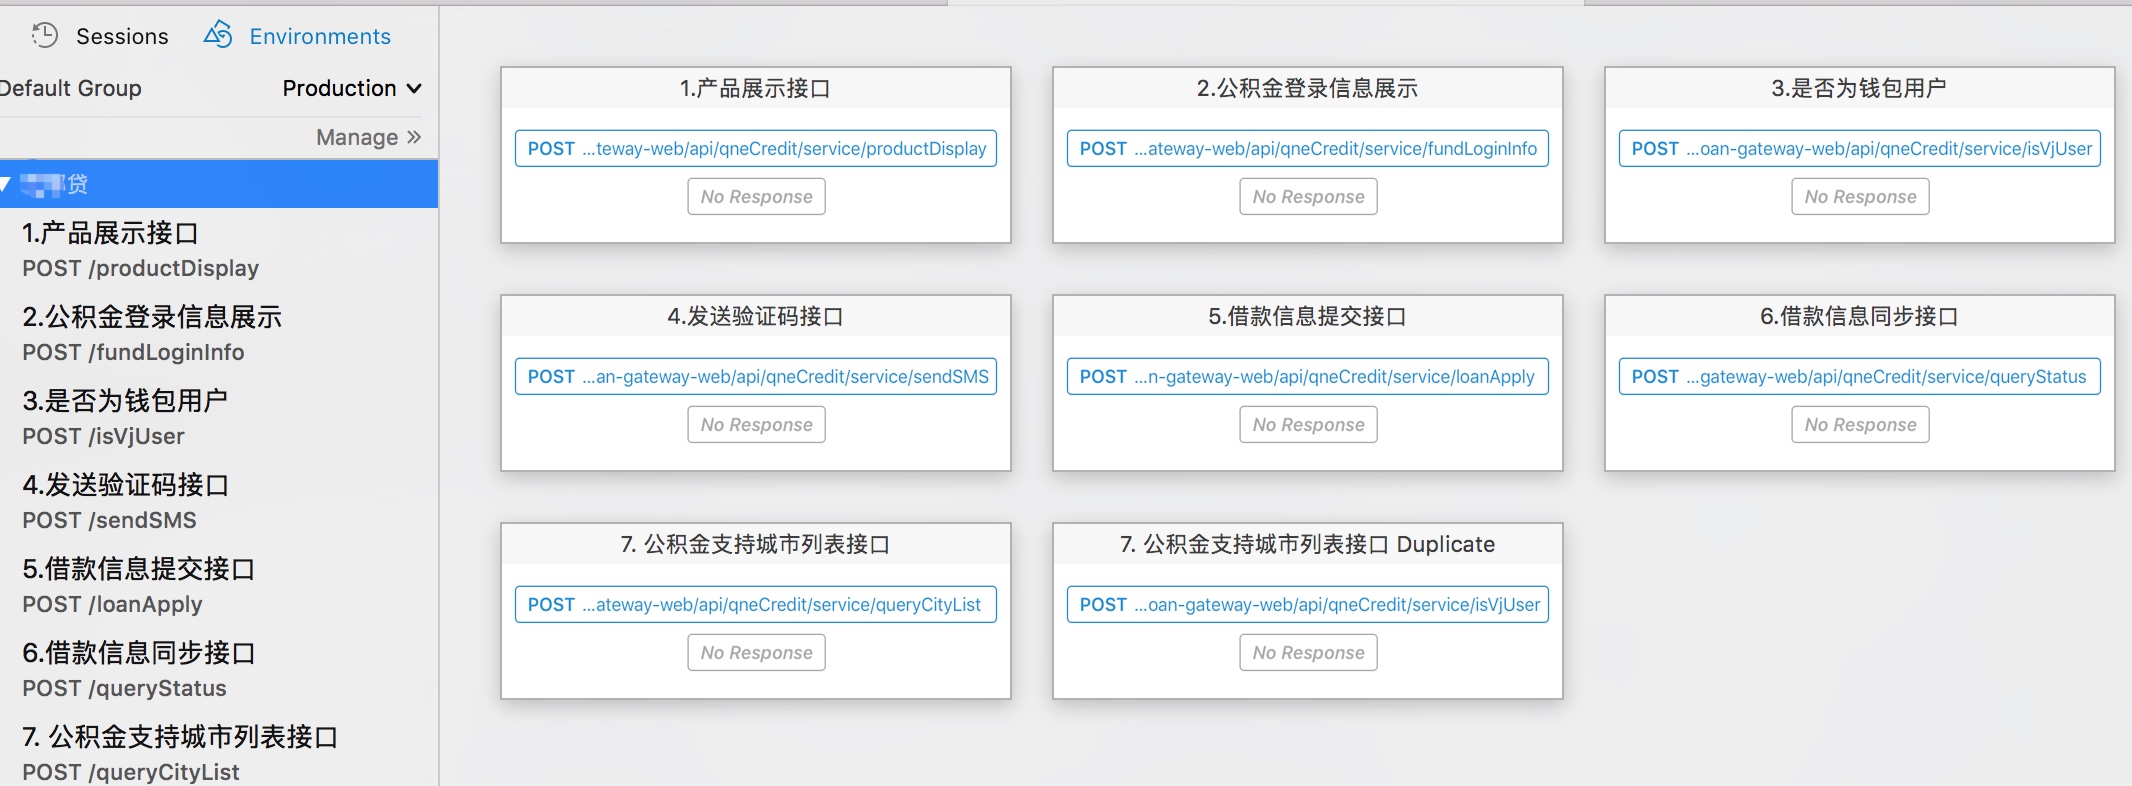 Sessions
Environments
Default Group
Production
Manage »
贷
1.产品展示接口
POST /productDisplay
2.公积金登录信息展示
POST /fundLoginInfo
3.是否为钱包用户
POST /isVjUser
4.发送验证码接口
POST /sendSMS
5.借款信息提交接口
POST /loanApply
6.借款信息同步接口
POST /queryStatus
7. 公积金支持城市列表接口
POST /queryCityList
1.产品展示接口
POST ...teway-web/api/qneCredit/service/productDisplay
No Response
2.公积金登录信息展示
POST ...ateway-web/api/qneCredit/service/fundLoginInfo
No Response
3.是否为钱包用户
POST ...oan-gateway-web/api/qneCredit/service/isVjUser
No Response
4.发送验证码接口
POST ...an-gateway-web/api/qneCredit/service/sendSMS
No Response
5.借款信息提交接口
POST ...n-gateway-web/api/qneCredit/service/loanApply
No Response
6.借款信息同步接口
POST ...gateway-web/api/qneCredit/service/queryStatus
No Response
7. 公积金支持城市列表接口
POST ...ateway-web/api/qneCredit/service/queryCityList
No Response
7. 公积金支持城市列表接口 Duplicate
POST ...oan-gateway-web/api/qneCredit/service/isVjUser
No Response